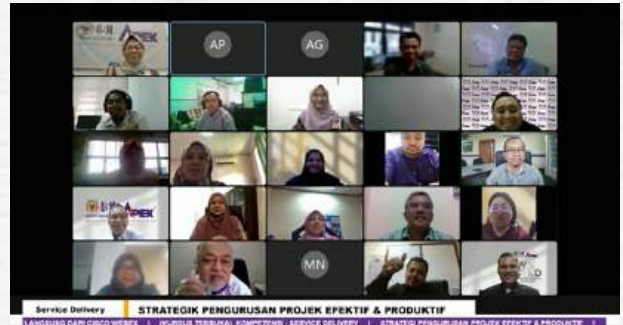 AP
AG
MN
Service Delivery
STRATEGIK PENGURUSAN PROJEK EFEKTIF & PRODUKTIF
LANGSUNG DARI CISCO WEBEX | (KURSUS TERBUKA) KOMPETENSI - SERVICE DELIVERY | STRATEGI PENGURUSAN PROJEK EFEKTIF & PRODUKTIF |